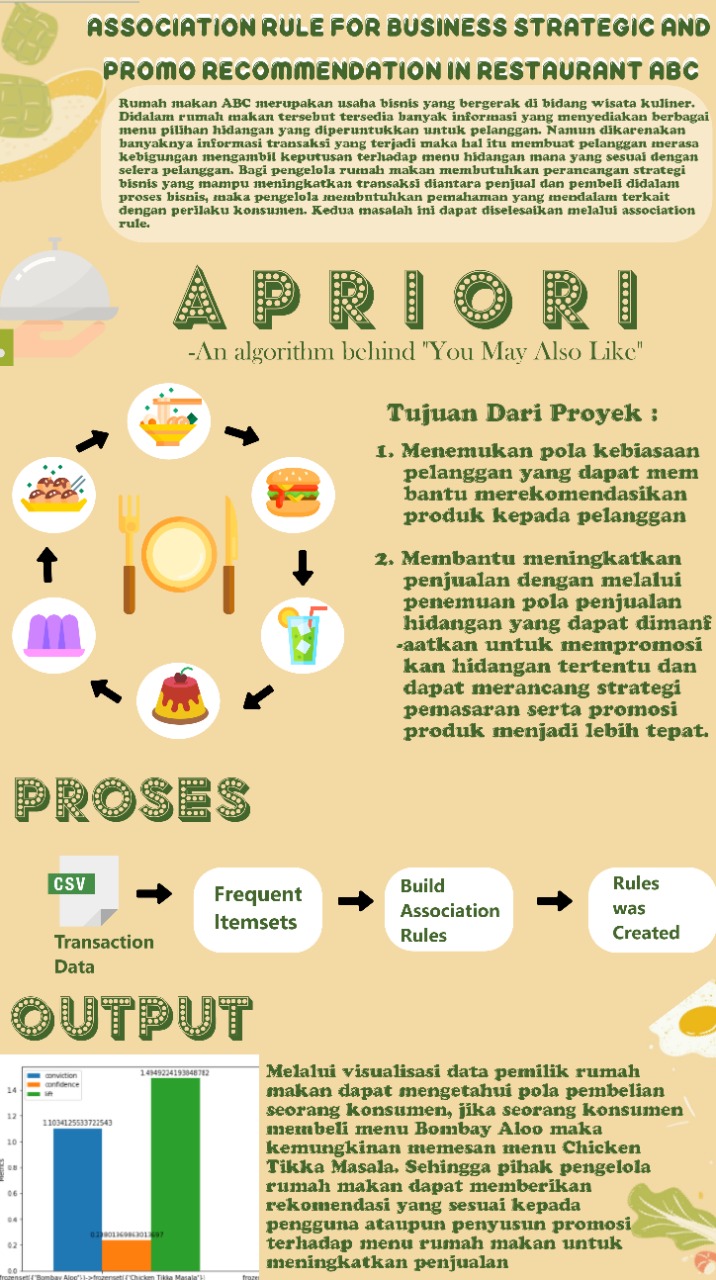 ASSOCIATION RULE FOR BUSINESS STRATEGIC AND
PROMO RECOMMENDATION IN RESTAURANT ABC
Rumah makan ABC merupakan usaha bisnis yang bergerak di bidang wisata kuliner.
Didalam rumah makan tersebut tersedia banyak informasi yang menyediakan berbagai
menu pilihan hidangan yang diperuntukkan untuk pelanggan. Namun dikarenakan
banyaknya informasi transaksi yang terjadi maka hal itu membuat pelanggan merasa
kebigungan mengambil keputusan terhadap menu hidangan mana yang sesuai dengan
selera pelanggan. Bagi pengelola rumah makan membutuhkan perancangan strategi
bisnis yang mampu meningkatkan transaksi diantara penjual dan pembeli didalam
proses bisnis, maka pengelola membutuhkan pemahaman yang mendalam terkait
dengan perilaku konsumen. Kedua masalah ini dapat diselesaikan melalui association
rule.
APRIORI
-An algorithm behind "You May Also Like"
Tujuan Dari Proyek :
1. Menemukan pola kebiasaan
pelanggan yang dapat mem
bantu merekomendasikan
produk kepada pelanggan
2. Membantu meningkatkan
penjualan dengan melalui
penemuan pola penjualan
hidangan yang dapat dimanf
-aatkan untuk mempromosi
kan hidangan tertentu dan
dapat merancang strategi
pemasaran serta promosi
produk menjadi lebih tepat.
PROSES
CSV
Transaction
Data
Frequent
Itemsets
Build
Association
Rules
Rules
was
Created
OUTPUT
conviction
confidence
lift
1.4949224193848782
1.1034125533722543
1.4
1.2
1.0
0.8
0.6
0.4
0.2
0.0
Metrics
frozenset({'Bombay Aloo'})->frozenset({'Chicken Tikka Masala'})
Melalui visualisasi data pemilik rumah
makan dapat mengetahui pola pembelian
seorang konsumen, jika seorang konsumen
membeli menu Bombay Aloo maka
kemungkinan memesan menu Chicken
Tikka Masala. Sehingga pihak pengelola
rumah makan dapat memberikan
rekomendasi yang sesuai kepada
pengguna ataupun penyusun promosi
terhadap menu rumah makan untuk
meningkatkan penjualan